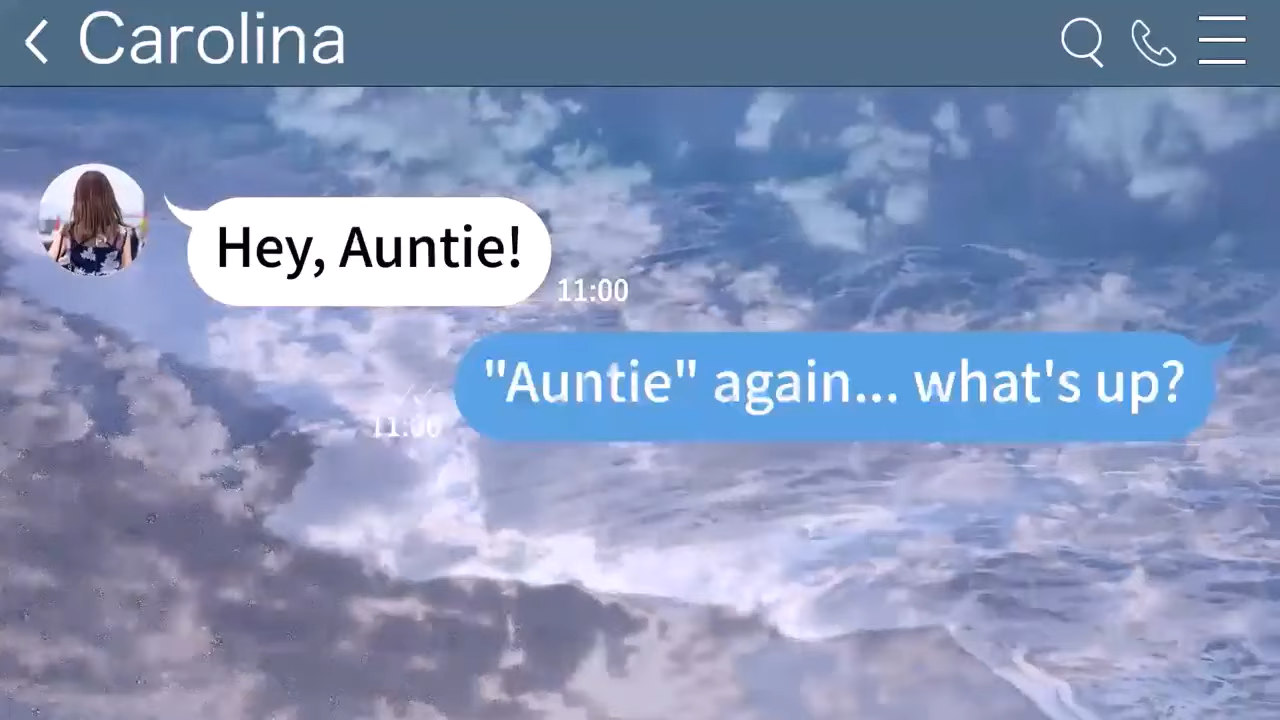 Carolina
Hey, Auntie!
11:00
"Auntie" again... what's up?
11:00